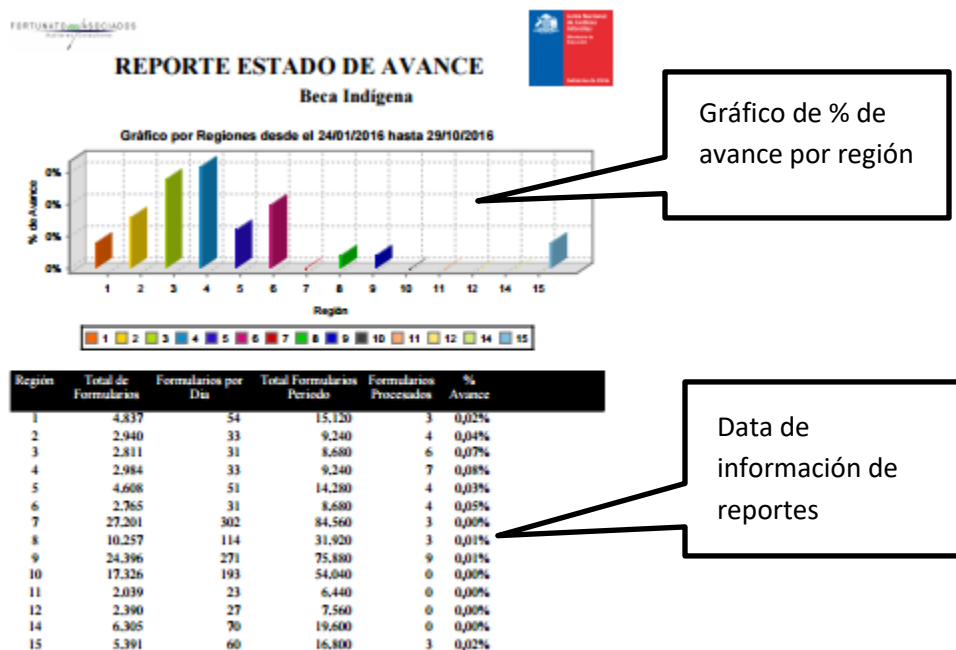 FORTUNATO ASOCIADOS
REPORTE ESTADO DE AVANCE
Beca Indígena
Gráfico por Regiones desde el 24/01/2016 hasta 29/10/2016
% de Avance
0%
0%
0%
0%
1 2 3 4 5 6 7 8 9 10 11 12 14 15
Región
1 2 3 4 5 6 7 8 9 10 11 12 14 15
Gráfico de % de
avance por región
Región Total de Formularios Formularios por Dia Total Formularios Periodo Formularios Procesados % Avance
1 4.837 54 15.120 3 0,02%
2 2.940 33 9.240 4 0,04%
3 2.811 31 8.680 6 0,07%
4 2.984 33 9.240 7 0,08%
5 4.608 51 14.280 4 0,03%
6 2.765 31 8.680 4 0,05%
7 27.201 302 84.560 3 0,00%
8 10.257 114 31.920 3 0,01%
9 24.396 271 75.880 9 0,01%
10 17.326 193 54.040 0 0,00%
11 2.039 23 6.440 0 0,00%
12 2.390 27 7.560 0 0,00%
14 6.305 70 19.600 0 0,00%
15 5.391 60 16.800 3 0,02%
Data de
información de
reportes